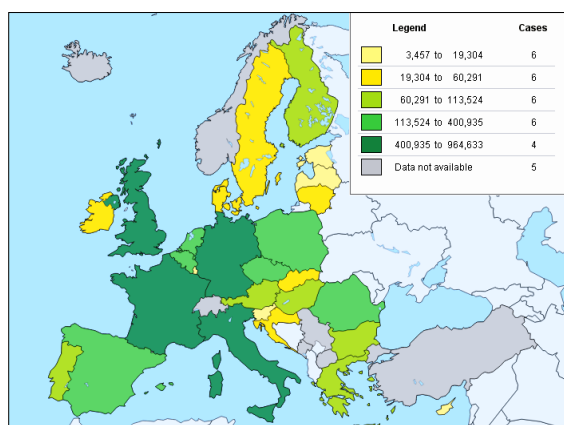 Legend Cases
3,457 to 19,304 6
19,304 to 60,291 6
60,291 to 113,524 6
113,524 to 400,935 6
400,935 to 964,633 4
Data not available 5